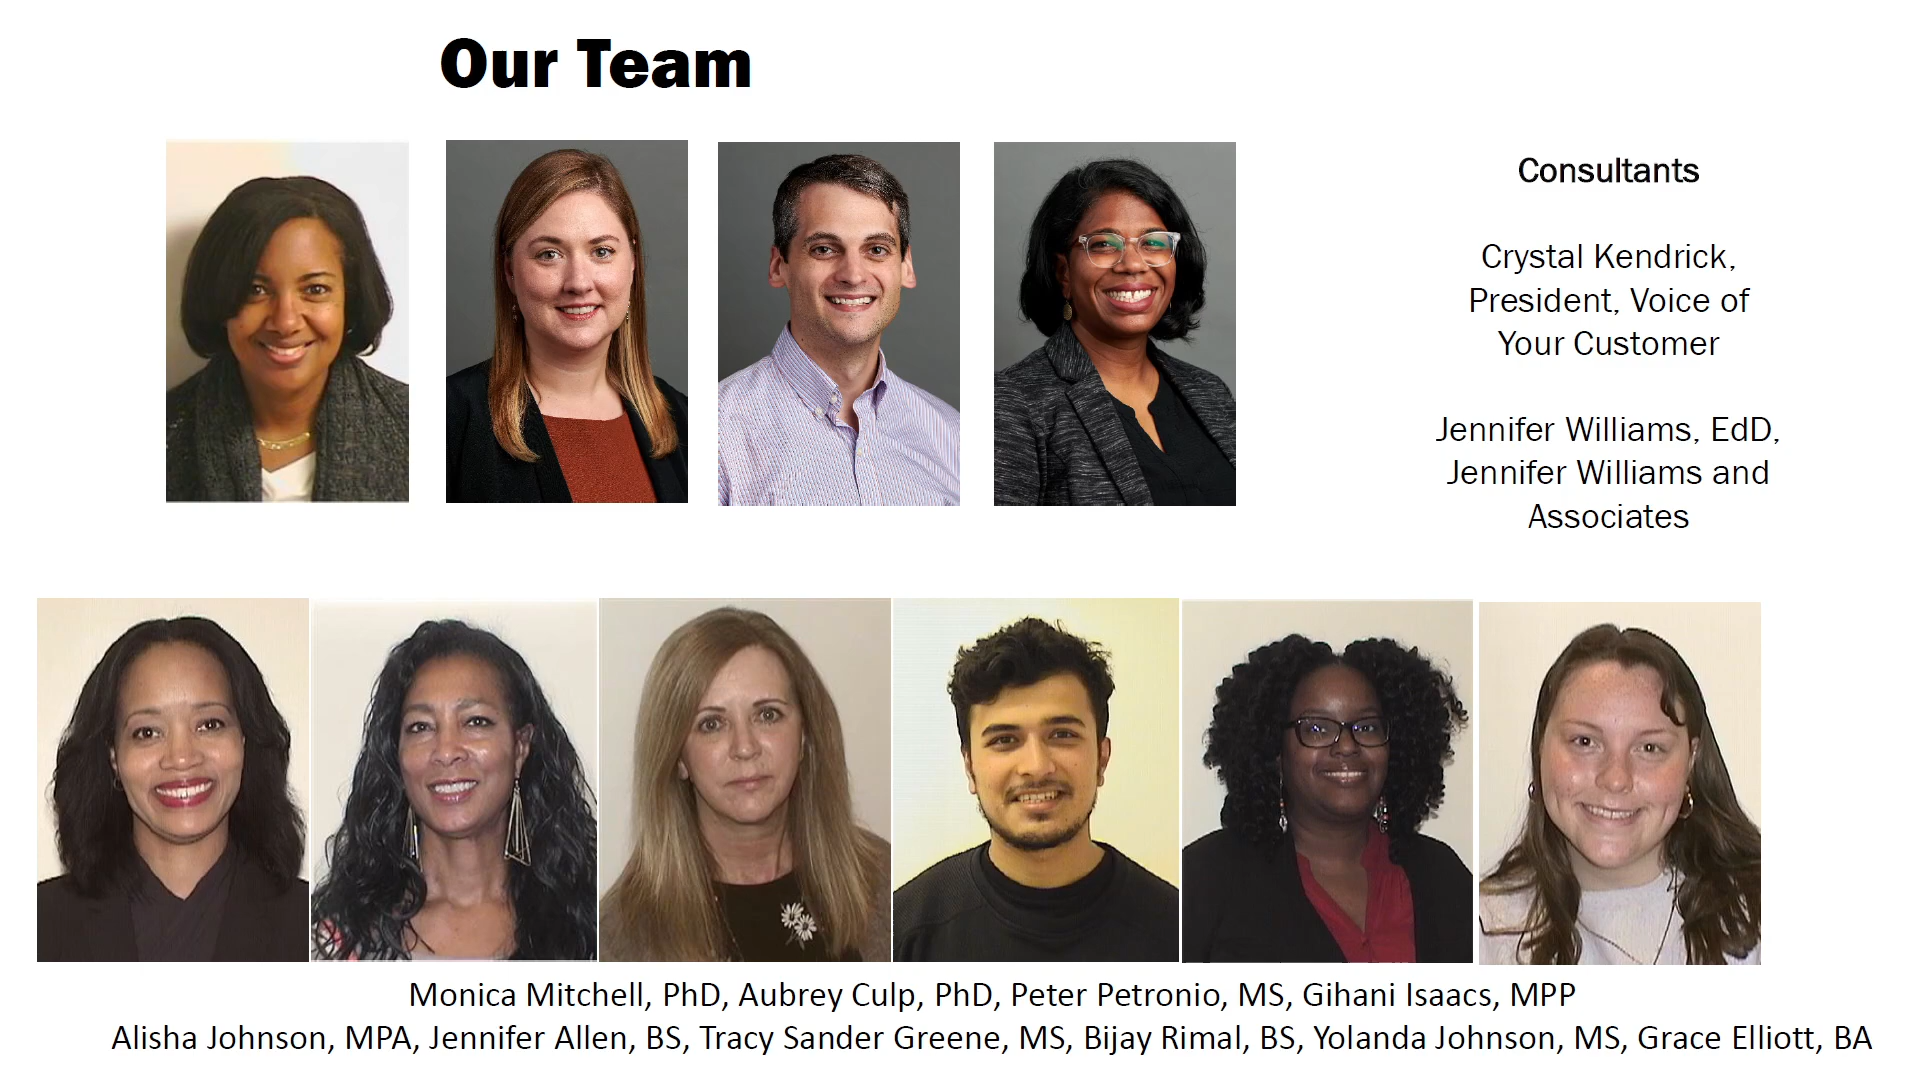 Our Team
Consultants
Crystal Kendrick,
President, Voice of
Your Customer
Jennifer Williams, EdD,
Jennifer Williams and
Associates
Monica Mitchell, PhD, Aubrey Culp, PhD, Peter Petronio, MS, Gihani Isaacs, MPP
Alisha Johnson, MPA, Jennifer Allen, BS, Tracy Sander Greene, MS, Bijay Rimal, BS, Yolanda Johnson, MS, Grace Elliott, BA